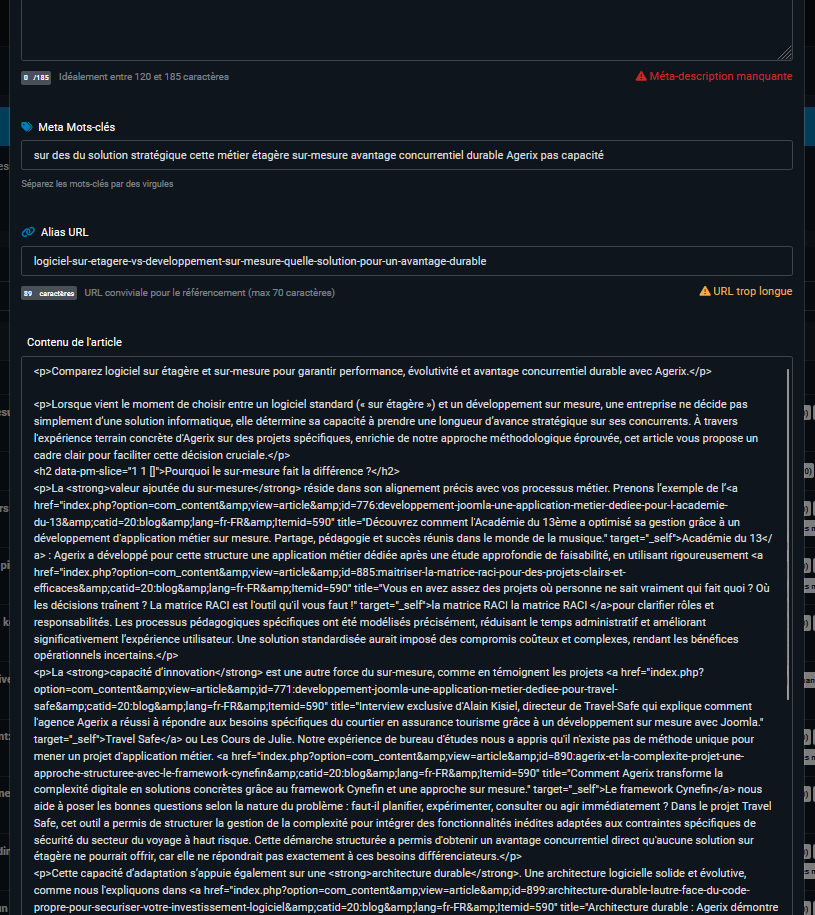 0 /185 Idéalement entre 120 et 185 caractères
Méta-description manquante
Meta Mots-clés
sur des du solution stratégique cette métier étagère sur-mesure avantage concurrentiel durable Agerix pas capacité
Séparez les mots-clés par des virgules
Alias URL
logiciel-sur-etagere-vs-developpement-sur-mesure-quelle-solution-pour-un-avantage-durable
89 caractères URL conviviale pour le référencement (max 70 caractères)
URL trop longue
Contenu de l'article
<p>Comparez logiciel sur étagère et sur-mesure pour garantir performance, évolutivité et avantage concurrentiel durable avec Agerix.</p>
<p>Lorsque vient le moment de choisir entre un logiciel standard (« sur étagère ») et un développement sur mesure, une entreprise ne décide pas
simplement d’une solution informatique, elle détermine sa capacité à prendre une longueur d’avance stratégique sur ses concurrents. À travers
l'expérience terrain concrète d'Agerix sur des projets spécifiques, enrichie de notre approche méthodologique éprouvée, cet article vous propose un
cadre clair pour faciliter cette décision cruciale.</p>
<h2 data-pm-slice="1 1 []">Pourquoi le sur-mesure fait la différence ?</h2>
<p>La <strong>valeur ajoutée du sur-mesure</strong> réside dans son alignement précis avec vos processus métier. Prenons l’exemple de l’<a
href="index.php?option=com_content&amp;view=article&amp;id=776:developpement-joomla-une-application-metier-dediee-pour-l-academie-
du-13&amp;catid=20:blog&amp;lang=fr-FR&amp;Itemid=590" title="Découvrez comment l'Académie du 13ème a optimisé sa gestion grâce à un
développement d'application métier sur mesure. Partage, pédagogie et succès réunis dans le monde de la musique." target="_self">Académie du 13</
a> : Agerix a développé pour cette structure une application métier dédiée après une étude approfondie de faisabilité, en utilisant rigoureusement <a
href="index.php?option=com_content&amp;view=article&amp;id=885:maitriser-la-matrice-raci-pour-des-projets-clairs-et-
efficaces&amp;catid=20:blog&amp;lang=fr-FR&amp;Itemid=590" title="Vous en avez assez des projets où personne ne sait vraiment qui fait quoi ? Où
les décisions traînent ? La matrice RACI est l'outil qu'il vous faut !" target="_self">la matrice RACI la matrice RACI </a>pour clarifier rôles et
responsabilités. Les processus pédagogiques spécifiques ont été modélisés précisément, réduisant le temps administratif et améliorant
significativement l’expérience utilisateur. Une solution standardisée aurait imposé des compromis coûteux et complexes, rendant les bénéfices
opérationnels incertains.</p>
<p>La <strong>capacité d’innovation</strong> est une autre force du sur-mesure, comme en témoignent les projets <a href="index.php?
option=com_content&amp;view=article&amp;id=771:developpement-joomla-une-application-metier-dediee-pour-travel-
safe&amp;catid=20:blog&amp;lang=fr-FR&amp;Itemid=590" title="Interview exclusive d'Alain Kisiel, directeur de Travel-Safe qui explique comment
l'agence Agerix a réussi à répondre aux besoins spécifiques du courtier en assurance tourisme grâce à un développement sur mesure avec Joomla."
target="_self">Travel Safe</a> ou Les Cours de Julie. Notre expérience de bureau d'études nous a appris qu'il n'existe pas de méthode unique pour
mener un projet d'application métier. <a href="index.php?option=com_content&amp;view=article&amp;id=890:agerix-et-la-complexite-projet-une-
approche-structuree-avec-le-framework-cynefin&amp;catid=20:blog&amp;lang=fr-FR&amp;Itemid=590" title="Comment Agerix transforme la
complexité digitale en solutions concrètes grâce au framework Cynefin et une approche sur mesure." target="_self">Le framework Cynefin</a> nous
aide à poser les bonnes questions selon la nature du problème : faut-il planifier, expérimenter, consulter ou agir immédiatement ? Dans le projet Travel
Safe, cet outil a permis de structurer la gestion de la complexité pour intégrer des fonctionnalités inédites adaptées aux contraintes spécifiques de
sécurité du secteur du voyage à haut risque. Cette démarche structurée a permis d'obtenir un avantage concurrentiel direct qu'aucune solution sur
étagère ne pourrait offrir, car elle ne répondrait pas exactement à ces besoins différenciateurs.</p>
<p>Cette capacité d’adaptation s’appuie également sur une <strong>architecture durable</strong>. Une architecture logicielle solide et évolutive,
comme nous l'expliquons dans <a href="index.php?option=com_content&amp;view=article&amp;id=899:architecture-durable-lautre-face-du-code-
propre-pour-securiser-votre-investissement-logiciel&amp;catid=20:blog&amp;lang=fr-FR&amp;Itemid=590" title="Architecture durable : Agerix démontre